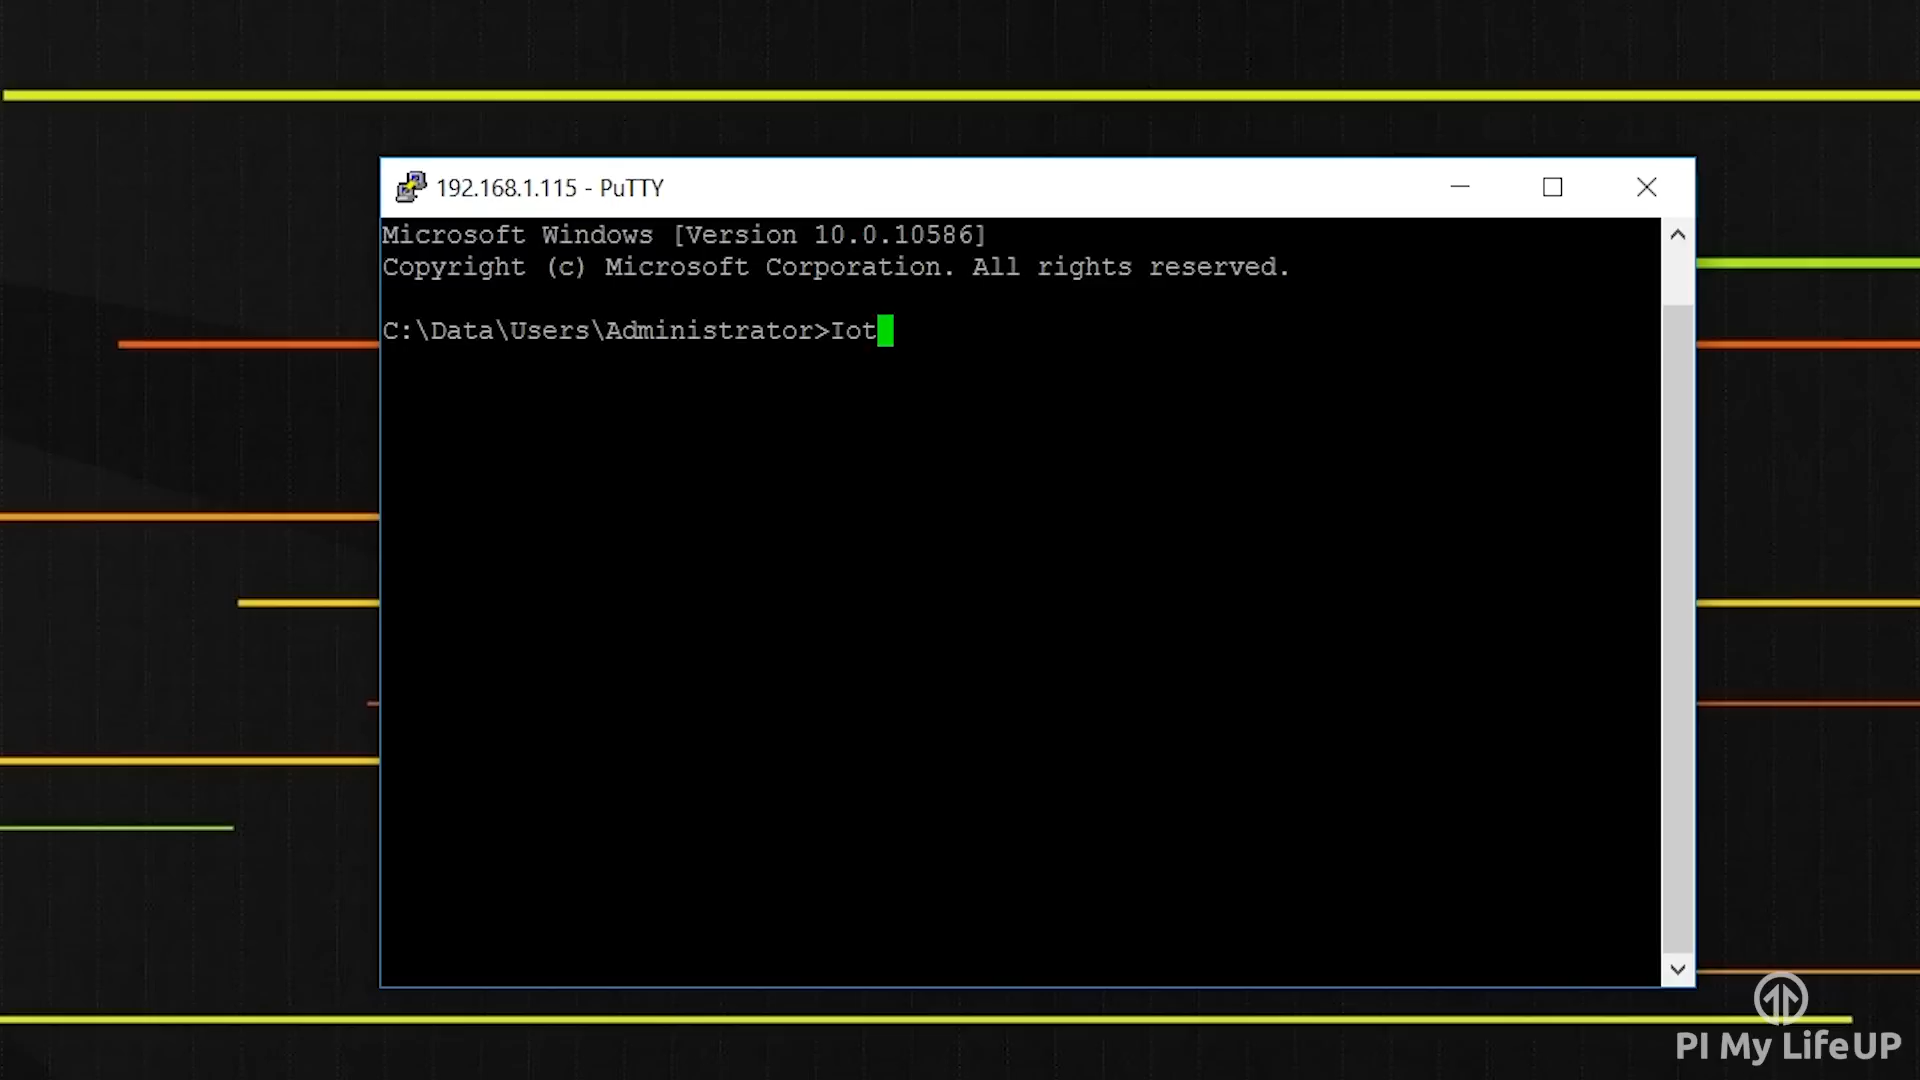 192.168.1.115 - PuTTY
Microsoft Windows [Version 10.0.10586]
Copyright (c) Microsoft Corporation. All rights reserved.
C:\Data\Users\Administrator>Iot
PI My LifeUP